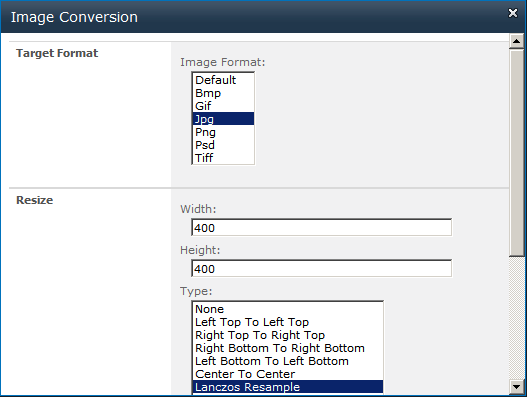 Image Conversion
Target Format
Image Format:
Default
Bmp
Gif
Jpg
Png
Psd
Tiff
Resize
Width:
400
Height:
400
Type:
None
Left Top To Left Top
Right Top To Right Top
Right Bottom To Right Bottom
Left Bottom To Left Bottom
Center To Center
Lanczos Resample